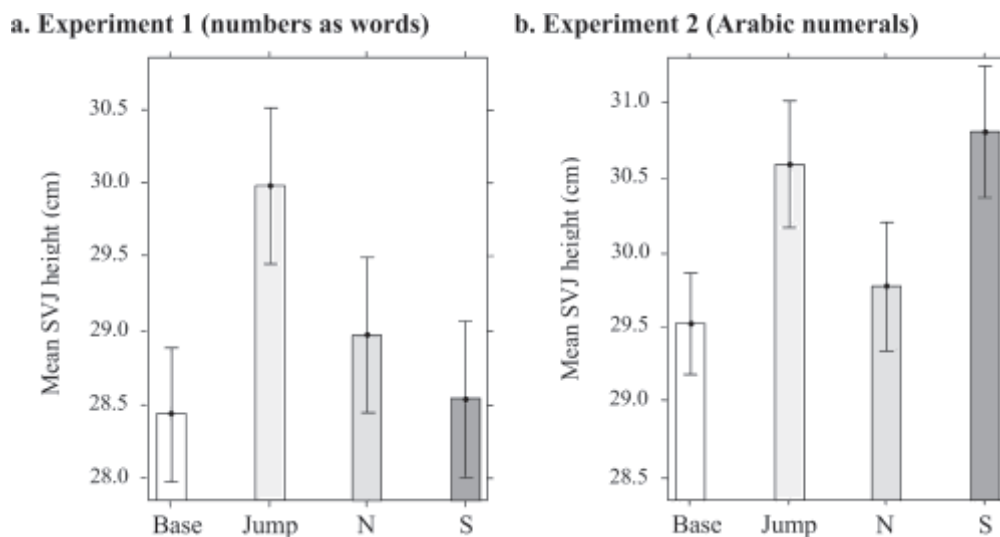 a. Experiment 1 (numbers as words)
Mean SVJ height (cm)
30.5
30.0
29.5
29.0
28.5
28.0
Base Jump N S
b. Experiment 2 (Arabic numerals)
Mean SVJ height (cm)
31.0
30.5
30.0
29.5
29.0
28.5
Base Jump N S